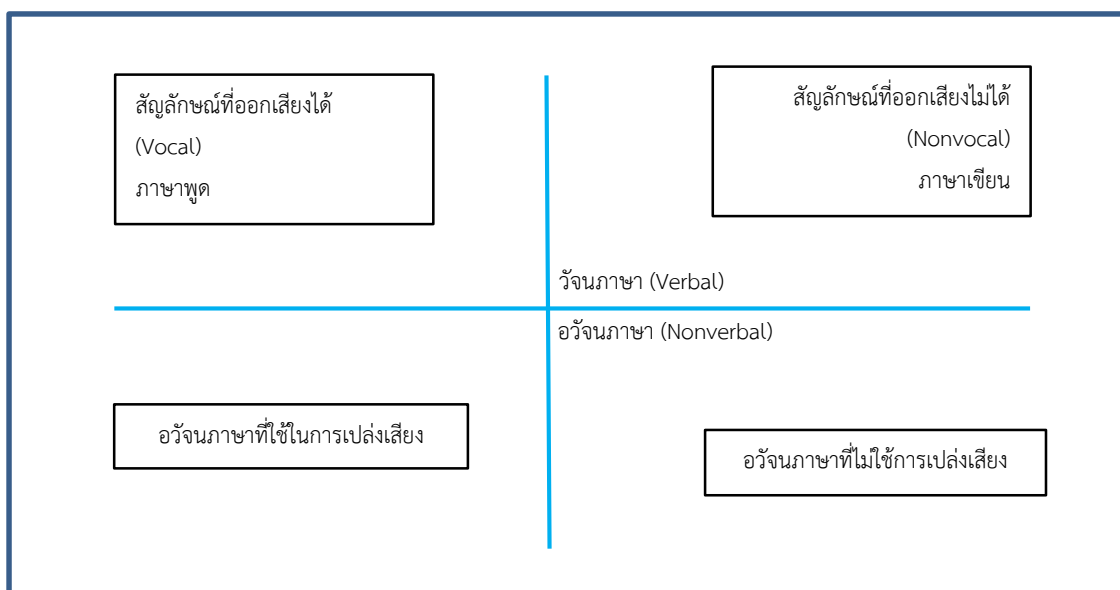 สัญลักษณ์ที่ออกเสียงได้
(Vocal)
ภาษาพูด
สัญลักษณ์ที่ออกเสียงไม่ได้
(Nonvocal)
ภาษาเขียน
วัจนภาษา (Verbal)
อวัจนภาษา (Nonverbal)
อวัจนภาษาที่ใช้ในการเปล่งเสียง
อวัจนภาษาที่ไม่ใช้การเปล่งเสียง